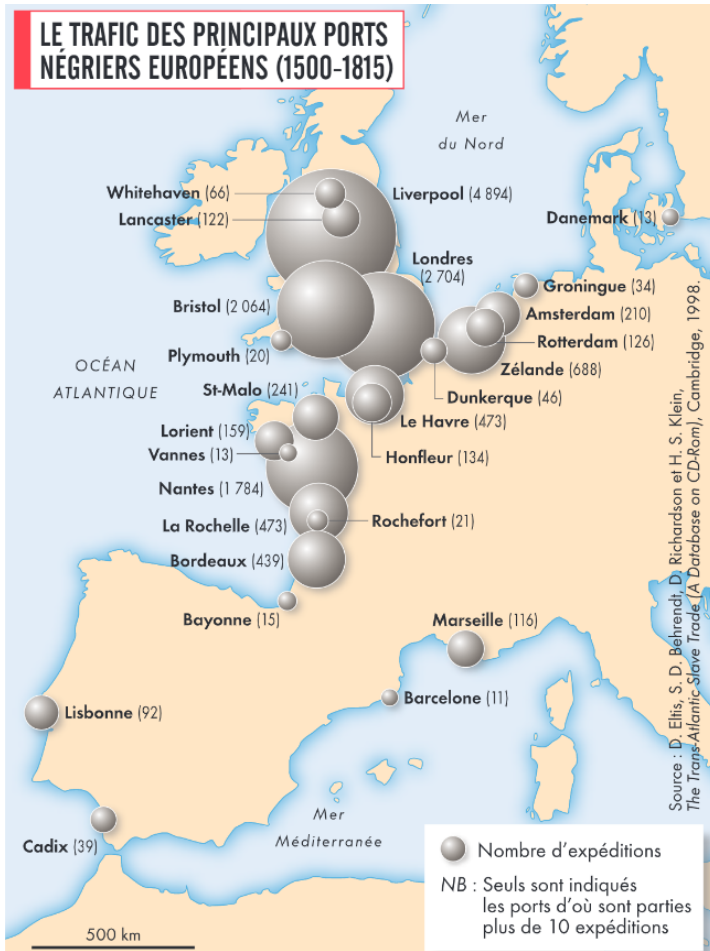 LE TRAFIC DES PRINCIPAUX PORTS
NÉGRIERS EUROPÉENS (1500-1815)
Mer
du Nord
Whitehaven (66)
Liverpool (4 894)
Lancaster (122)
Danemark (13)
Londres
(2 704)
Groningue (34)
Bristol (2 064)
Amsterdam (210)
Rotterdam (126)
Plymouth (20)
Zélande (688)
OCÉAN
ATLANTIQUE
St-Malo (241)
Dunkerque (46)
Le Havre (473)
Lorient (159)
Vannes (13)
Honfleur (134)
Nantes (1 784)
La Rochelle (473)
Rochefort (21)
Bordeaux (439)
Bayonne (15)
Marseille (116)
Barcelone (11)
Lisbonne (92)
Mer
Méditerranée
Cadix (39)
Nombre d'expéditions
NB : Seuls sont indiqués
les ports d'où sont parties
plus de 10 expéditions
500 km
Source : D. Eltis, S. D. Behrendt, D. Richardson et H. S. Klein,
The Trans-Atlantic Slave Trade (A Database on CD-Rom), Cambridge, 1998.